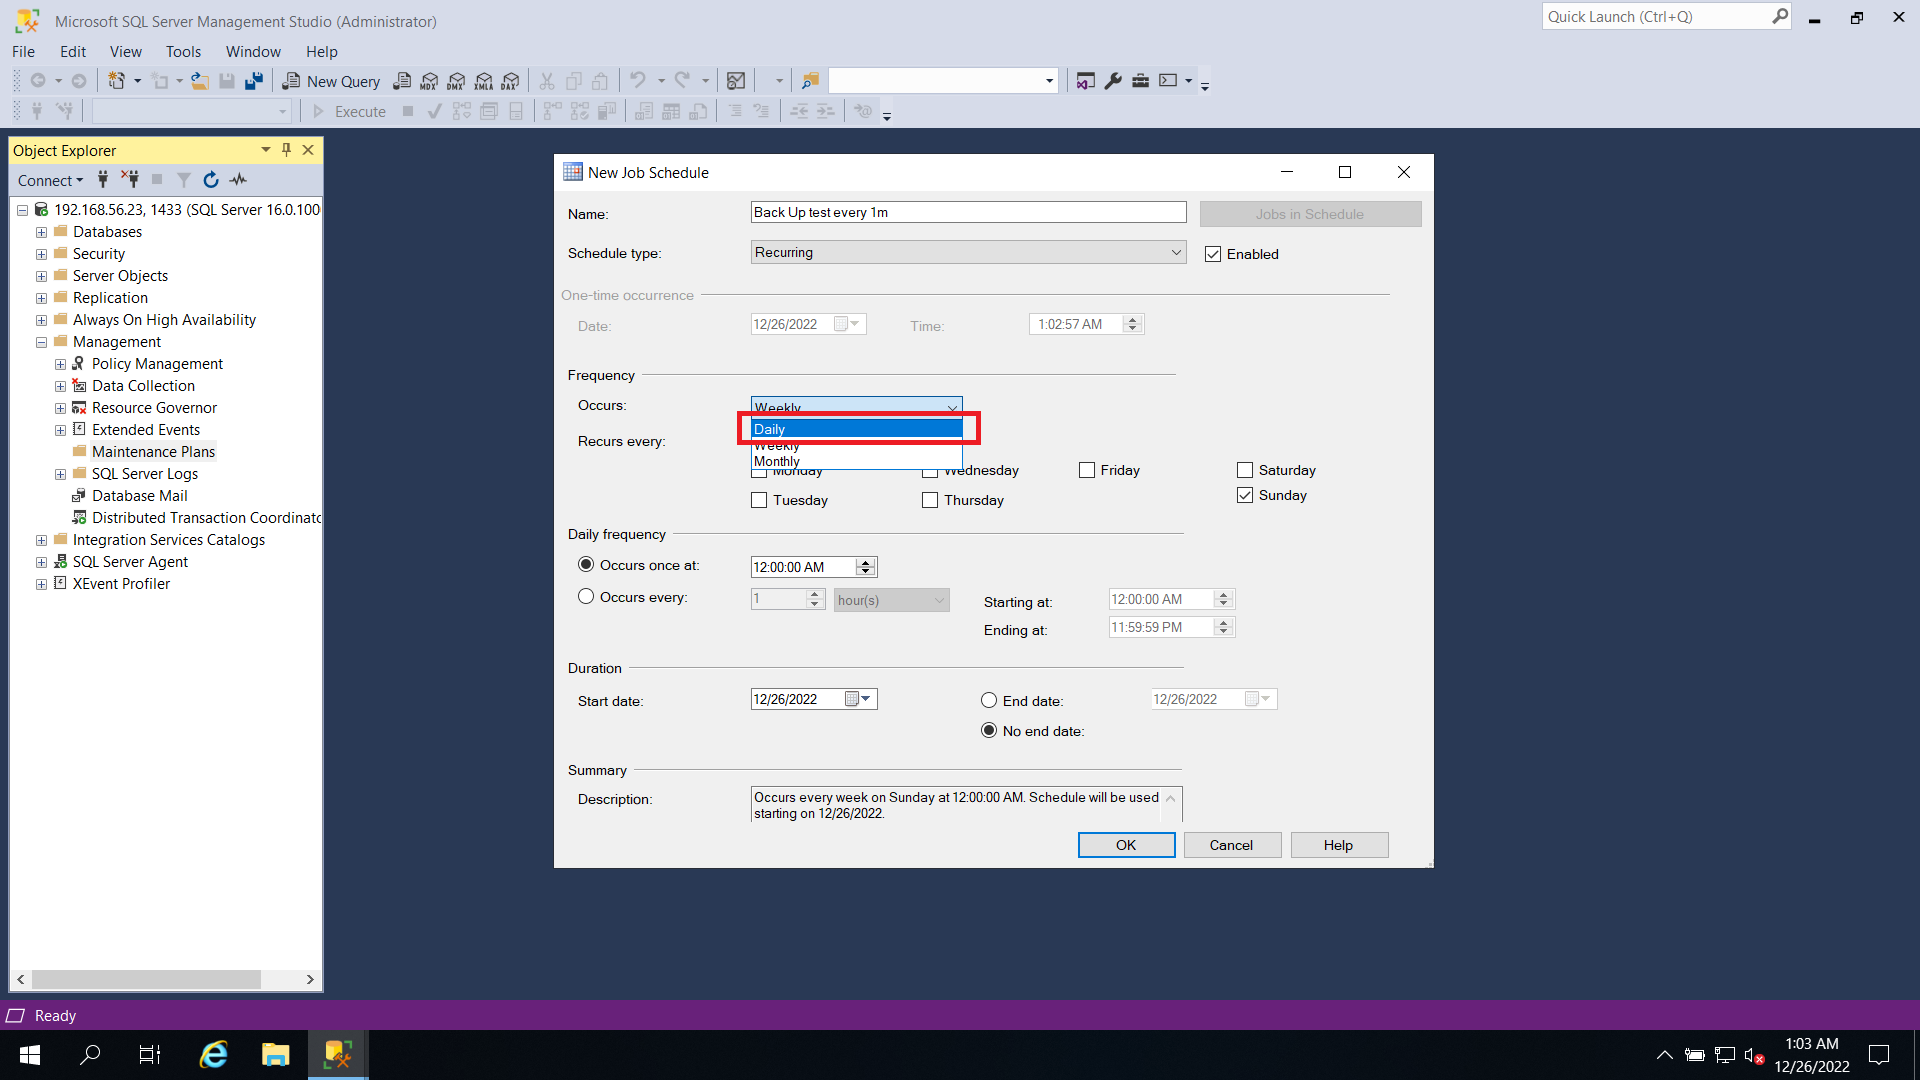 Microsoft SQL Server Management Studio (Administrator)
Quick Launch (Ctrl+Q)
File Edit View Tools Window Help
New Query MDX DMX XMLA DAX
Execute
Object Explorer
Connect
192.168.56.23, 1433 (SQL Server 16.0.100
Databases
Security
Server Objects
Replication
Always On High Availability
Management
Policy Management
Data Collection
Resource Governor
Extended Events
Maintenance Plans
SQL Server Logs
Database Mail
Distributed Transaction Coordinato
Integration Services Catalogs
SQL Server Agent
XEvent Profiler
New Job Schedule
Name: Back Up test every 1m Jobs in Schedule
Schedule type: Recurring Enabled
One-time occurrence
Date: 12/26/2022 Time: 1:02:57 AM
Frequency
Occurs: Weekly
Daily
Recurs every: Weekly
Monthly
Monday Wednesday Friday Saturday
Tuesday Thursday Sunday
Daily frequency
Occurs once at: 12:00:00 AM
Occurs every: 1 hour(s) Starting at: 12:00:00 AM
Ending at: 11:59:59 PM
Duration
Start date: 12/26/2022 End date: 12/26/2022
No end date:
Summary
Description: Occurs every week on Sunday at 12:00:00 AM. Schedule will be used
starting on 12/26/2022.
OK Cancel Help
Ready
1:03 AM
12/26/2022